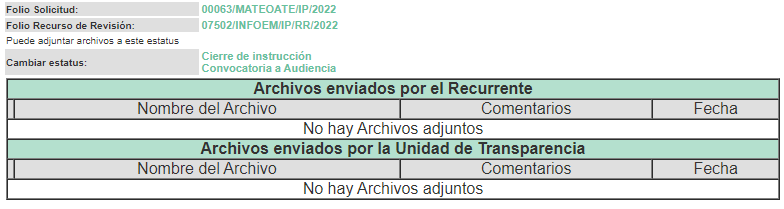 Folio Solicitud: 00063/MATEOATE/IP/2022
Folio Recurso de Revisión: 07502/INFOEM/IP/RR/2022
Puede adjuntar archivos a este estatus
Cambiar estatus: Cierre de instrucción
Convocatoria a Audiencia
Archivos enviados por el Recurrente
Nombre del Archivo Comentarios Fecha
No hay Archivos adjuntos
Archivos enviados por la Unidad de Transparencia
Nombre del Archivo Comentarios Fecha
No hay Archivos adjuntos